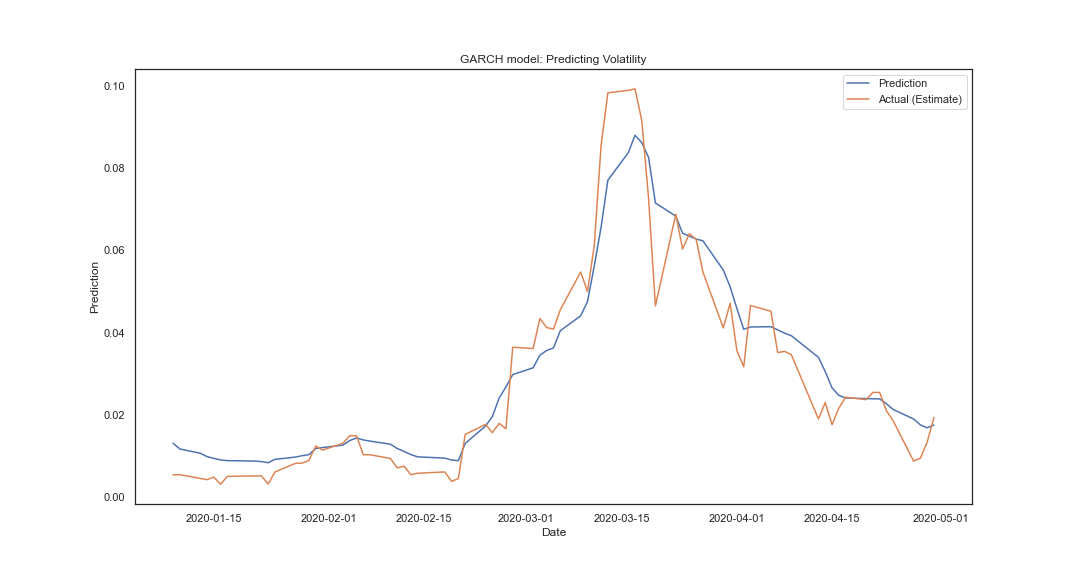 GARCH model: Predicting Volatility
Prediction
Actual (Estimate)
0.10
0.08
0.06
0.04
0.02
0.00
Prediction
2020-01-15 2020-02-01 2020-02-15 2020-03-01 2020-03-15 2020-04-01 2020-04-15 2020-05-01
Date